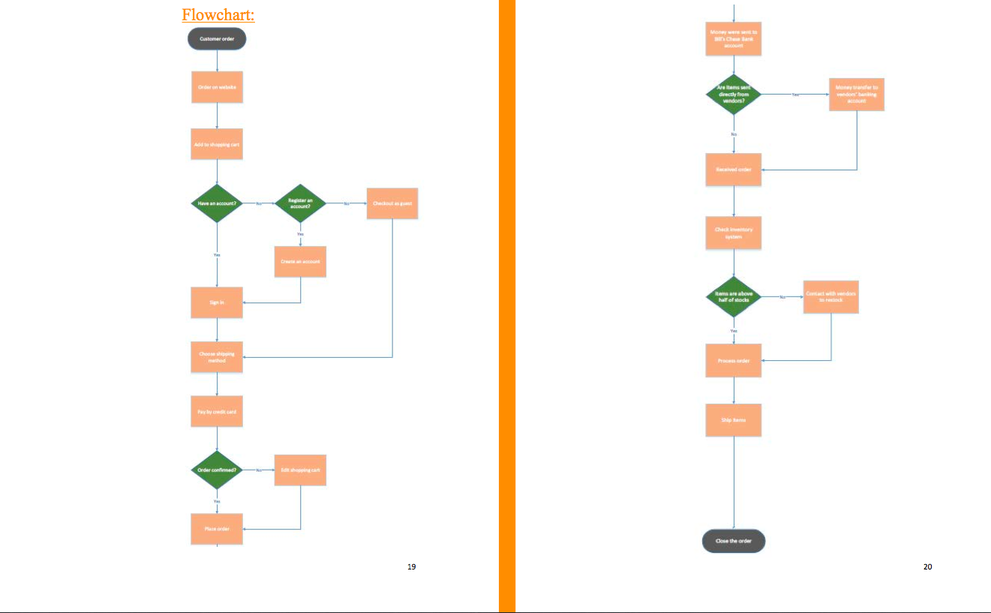 Flowchart:
Customer order
Order on website
Add to shopping cart
Have an account?
No
Register an
account?
No
Checkout as guest
Yes
Create an account
Yes
Sign in
Choose shipping
method
Pay by credit card
Order confirmed?
No
Edit shopping cart
Yes
Place order
19
Money were sent to
Bill's Chase Bank
account
Are items sent
directly from
vendors?
Yes
Money transfer to
vendors' banking
account
No
Received order
Check inventory
system
Items are above
half of stocks
No
Contact with vendors
to restock
Yes
Process order
Ship items
Close the order
20